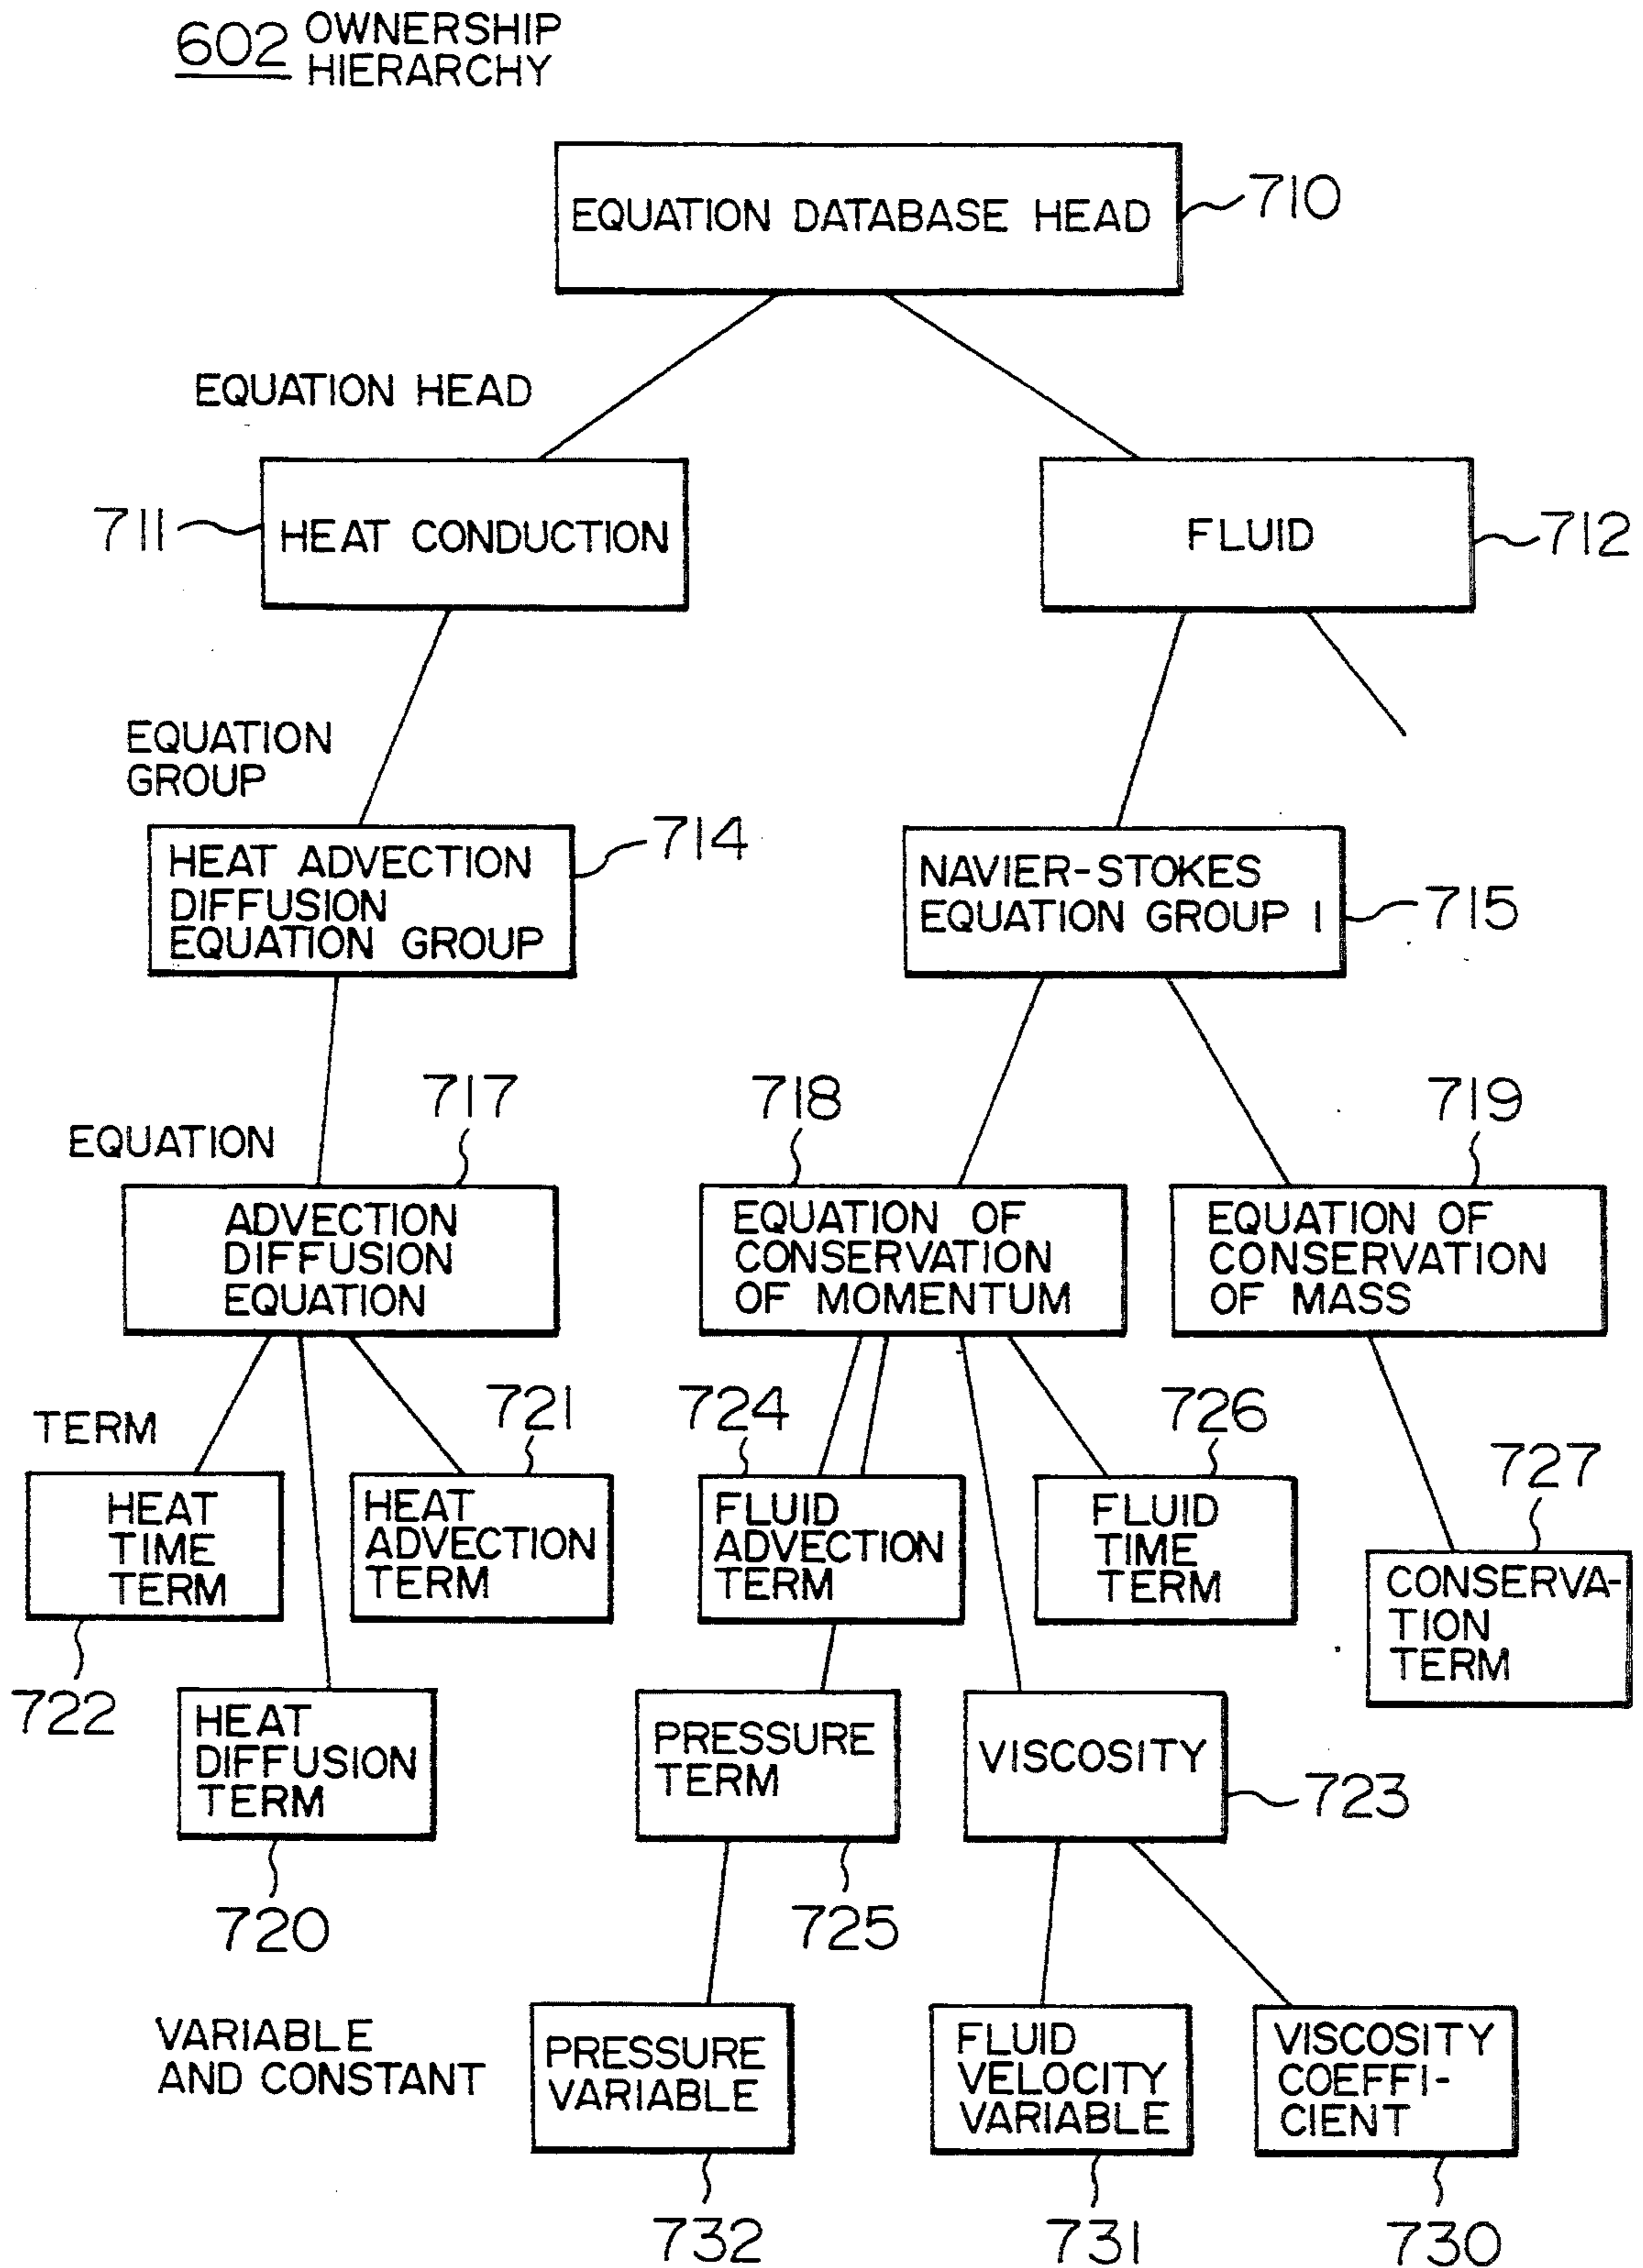 602 OWNERSHIP
HIERARCHY
EQUATION DATABASE HEAD
710
EQUATION HEAD
711
HEAT CONDUCTION
FLUID
712
EQUATION
GROUP
HEAT ADVECTION
DIFFUSION
EQUATION GROUP
714
NAVIER-STOKES
EQUATION GROUP 1
715
EQUATION
717
ADVECTION
DIFFUSION
EQUATION
718
EQUATION OF
CONSERVATION
OF MOMENTUM
719
EQUATION OF
CONSERVATION
OF MASS
TERM
HEAT
TIME
TERM
722
721
HEAT
ADVECTION
TERM
724
FLUID
ADVECTION
TERM
726
FLUID
TIME
TERM
727
CONSERVA-
TION
TERM
HEAT
DIFFUSION
TERM
720
PRESSURE
TERM
725
VISCOSITY
723
VARIABLE
AND CONSTANT
PRESSURE
VARIABLE
732
FLUID
VELOCITY
VARIABLE
731
VISCOSITY
COEFFI-
CIENT
730